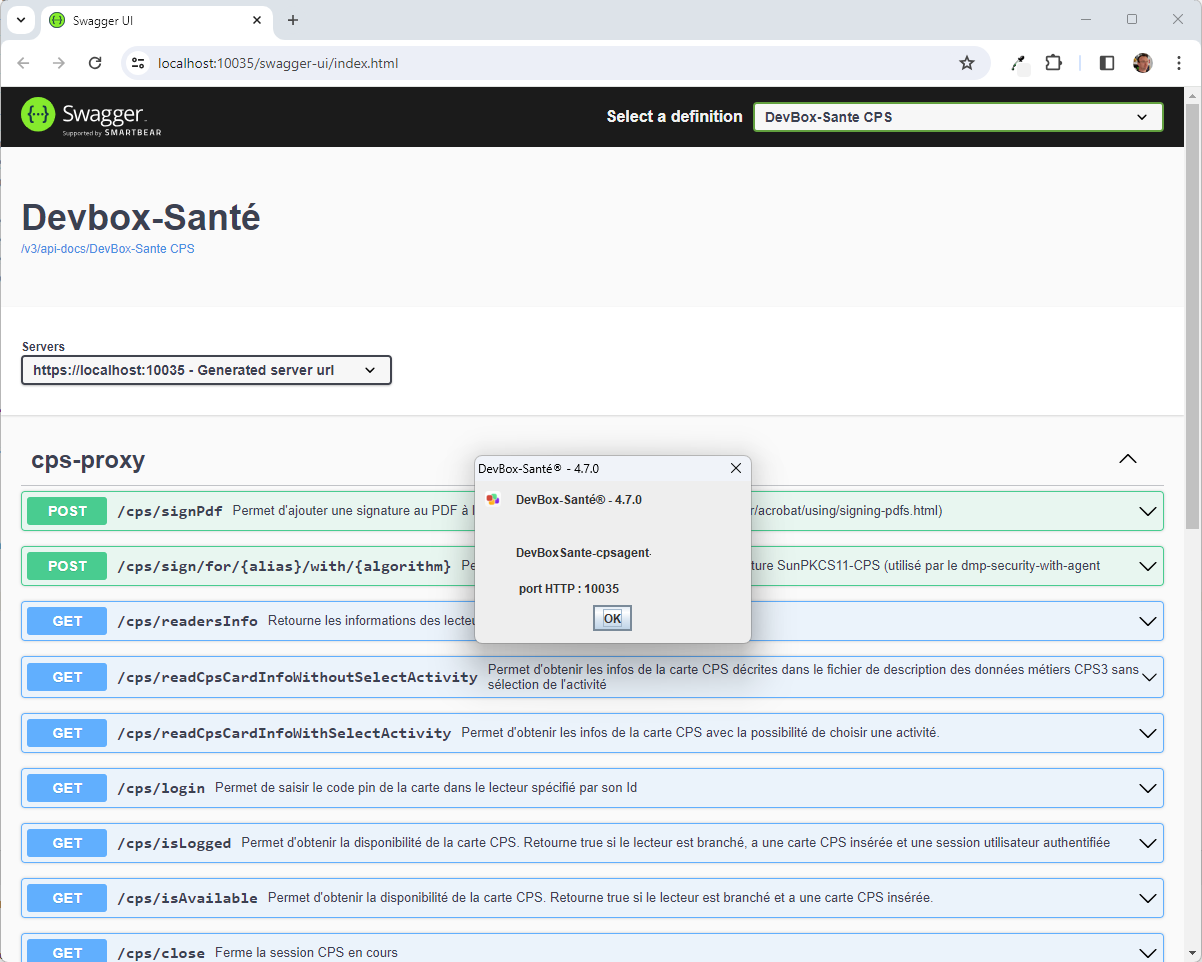 Swagger UI
localhost:10035/swagger-ui/index.html
Swagger
Supported by SMARTBEAR
Select a definition
DevBox-Sante CPS
Devbox-Santé
/v3/api-docs/DevBox-Sante CPS
Servers
https://localhost:10035 - Generated server url
cps-proxy
DevBox-Santé® - 4.7.0
DevBox-Santé® - 4.7.0
DevBoxSante-cpsagent
port HTTP : 10035
OK
POST /cps/signPdf Permet d'ajouter une signature au PDF à /acrobat/using/signing-pdfs.html)
POST /cps/sign/for/{alias}/with/{algorithm} SunPKCS11-CPS (utilisé par le dmp-security-with-agent
GET /cps/readersInfo Retourne les informations des
GET /cps/readCpsCardInfoWithoutSelectActivity Permet d'obtenir les infos de la carte CPS décrites dans le fichier de description des données métiers CPS3 sans
sélection de l'activité
GET /cps/readCpsCardInfoWithSelectActivity Permet d'obtenir les infos de la carte CPS avec la possibilité de choisir une activité.
GET /cps/login Permet de saisir le code pin de la carte dans le lecteur spécifié par son Id
GET /cps/isLogged Permet d'obtenir la disponibilité de la carte CPS. Retourne true si le lecteur est branché, a une carte CPS insérée et une session utilisateur authentifiée
GET /cps/isAvailable Permet d'obtenir la disponibilité de la carte CPS. Retourne true si le lecteur est branché et a une carte CPS insérée.
GET /cps/close Ferme la session CPS en cours